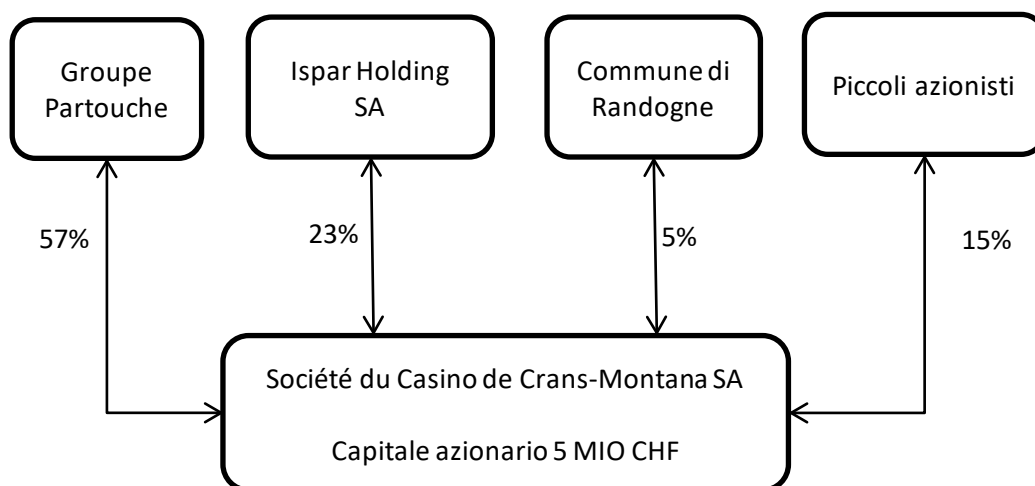 Groupe
Partouche
Ispar Holding
SA
Commune di
Randogne
Piccoli azionisti
57%
23%
5%
15%
Société du Casino de Crans-Montana SA
Capitale azionario 5 MIO CHF